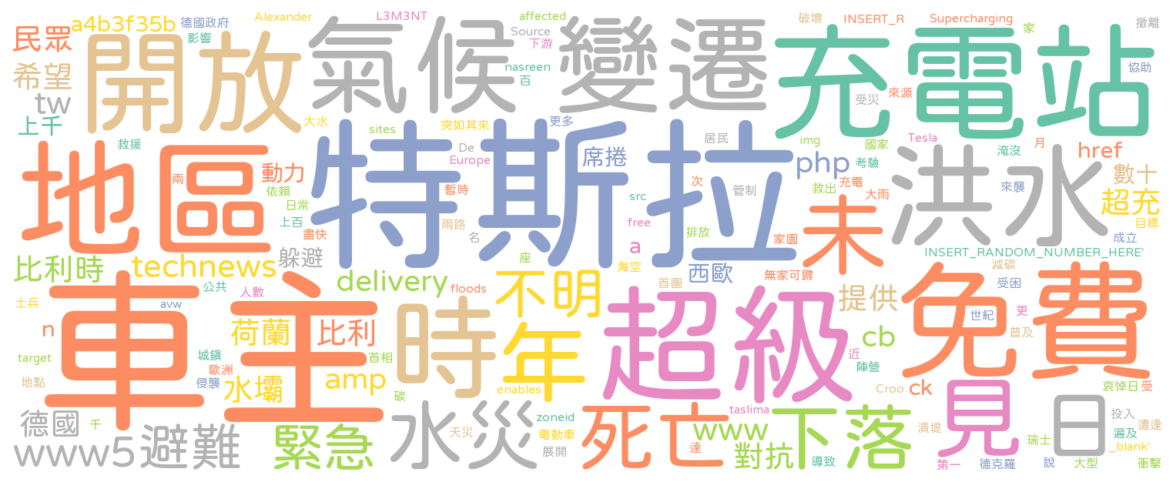 民眾
a4b3f35b
德國政府
影響
Alexander
L3M3NT
affected
Source
下游
nasreen
百
破壞
INSERT_R
Supercharging
家
撤離
協助
希望
tw
上千
開放
氣候
變遷
充電站
受災
來源
救援
大水
sites
突如其來
更多
De
Europe
居民
img
國家
Tesla
淹沒
月
href
地區
兩
動力
依賴
日常
上百
盡快
特斯拉
席捲
暫時
兩路
名
src
次
管制
free
a
排放
家園
php
考驗
救出
充電
大雨
未
洪水
來襲
數十
超充
目標
成立
INSERT_RANDOM_NUMBER_HERE'
比利時
technews
躲避
公共
人數
delivery
floods
座
不明
海空
首圖
西歐
無家可歸
提供
減碳
受困
世紀
更
普及
免費
士兵
avw
n
車主
荷蘭
比利
首相
時
年
超級
cb
近
陣營
target
城鎮
歐洲
地點
侵襲
水壩
amp
碳
enables
Croo
ck
哀悼日
受
德國
千
www5
避難
緊急
水災
天災
zoneid
電動車
展開
死亡
達
www
taslima
對抗
下落
導致
潰堤
見
第一
德克羅
日
瑞士
說
投入
遍及
_blank'
大型
遭逢
衝擊